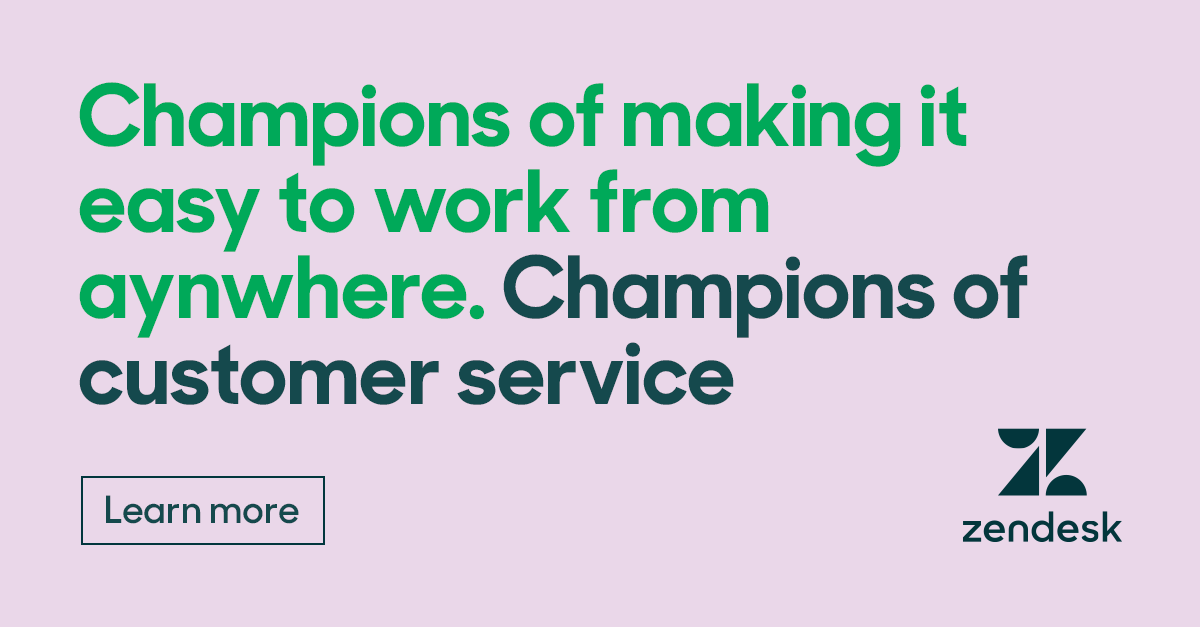 Champions of making it
easy to work from
aynwhere. Champions of
customer service
Learn more
zendesk